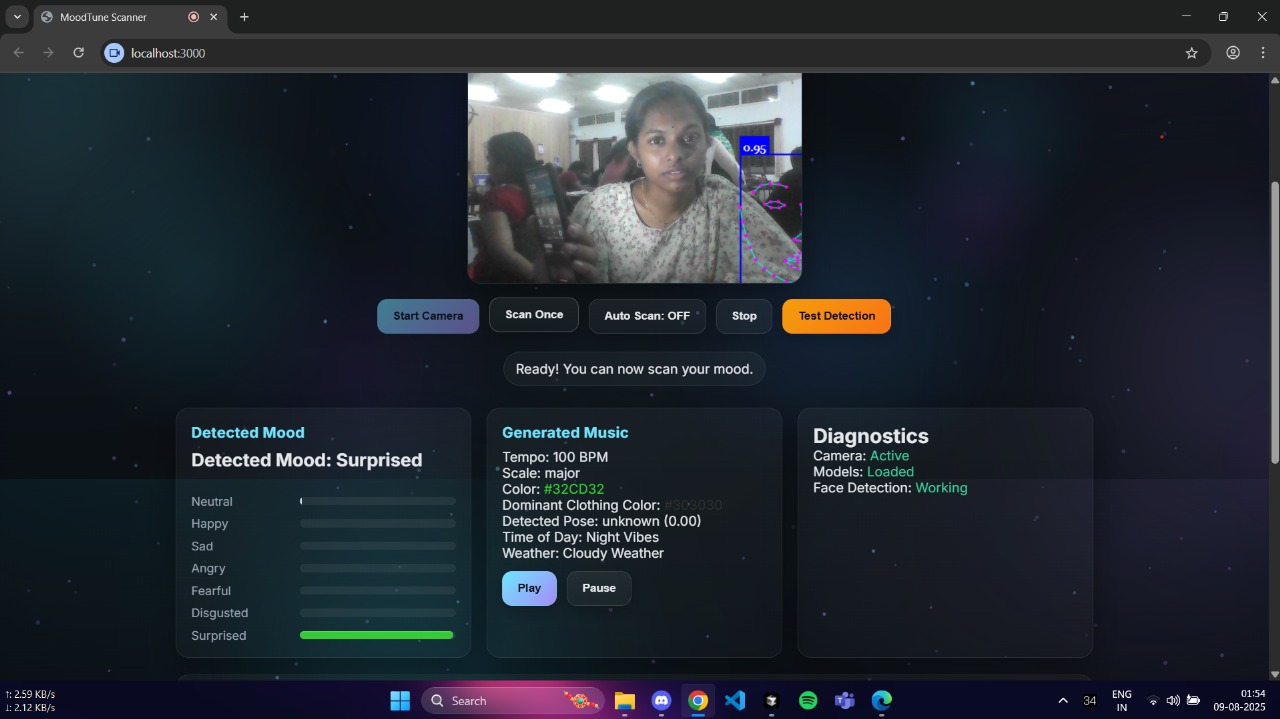 MoodTune Scanner
localhost:3000
0.95
Start Camera
Scan Once
Auto Scan: OFF
Stop
Test Detection
Ready! You can now scan your mood.
Detected Mood
Detected Mood: Surprised
Neutral
Happy
Sad
Angry
Fearful
Disgusted
Surprised
Generated Music
Tempo: 100 BPM
Scale: major
Color: #32CD32
Dominant Clothing Color: #303030
Detected Pose: unknown (0.00)
Time of Day: Night Vibes
Weather: Cloudy Weather
Play
Pause
Diagnostics
Camera: Active
Models: Loaded
Face Detection: Working
↑: 2.59 KB/s
↓: 2.12 KB/s
Search
34
ENG
IN
01:54
09-08-2025